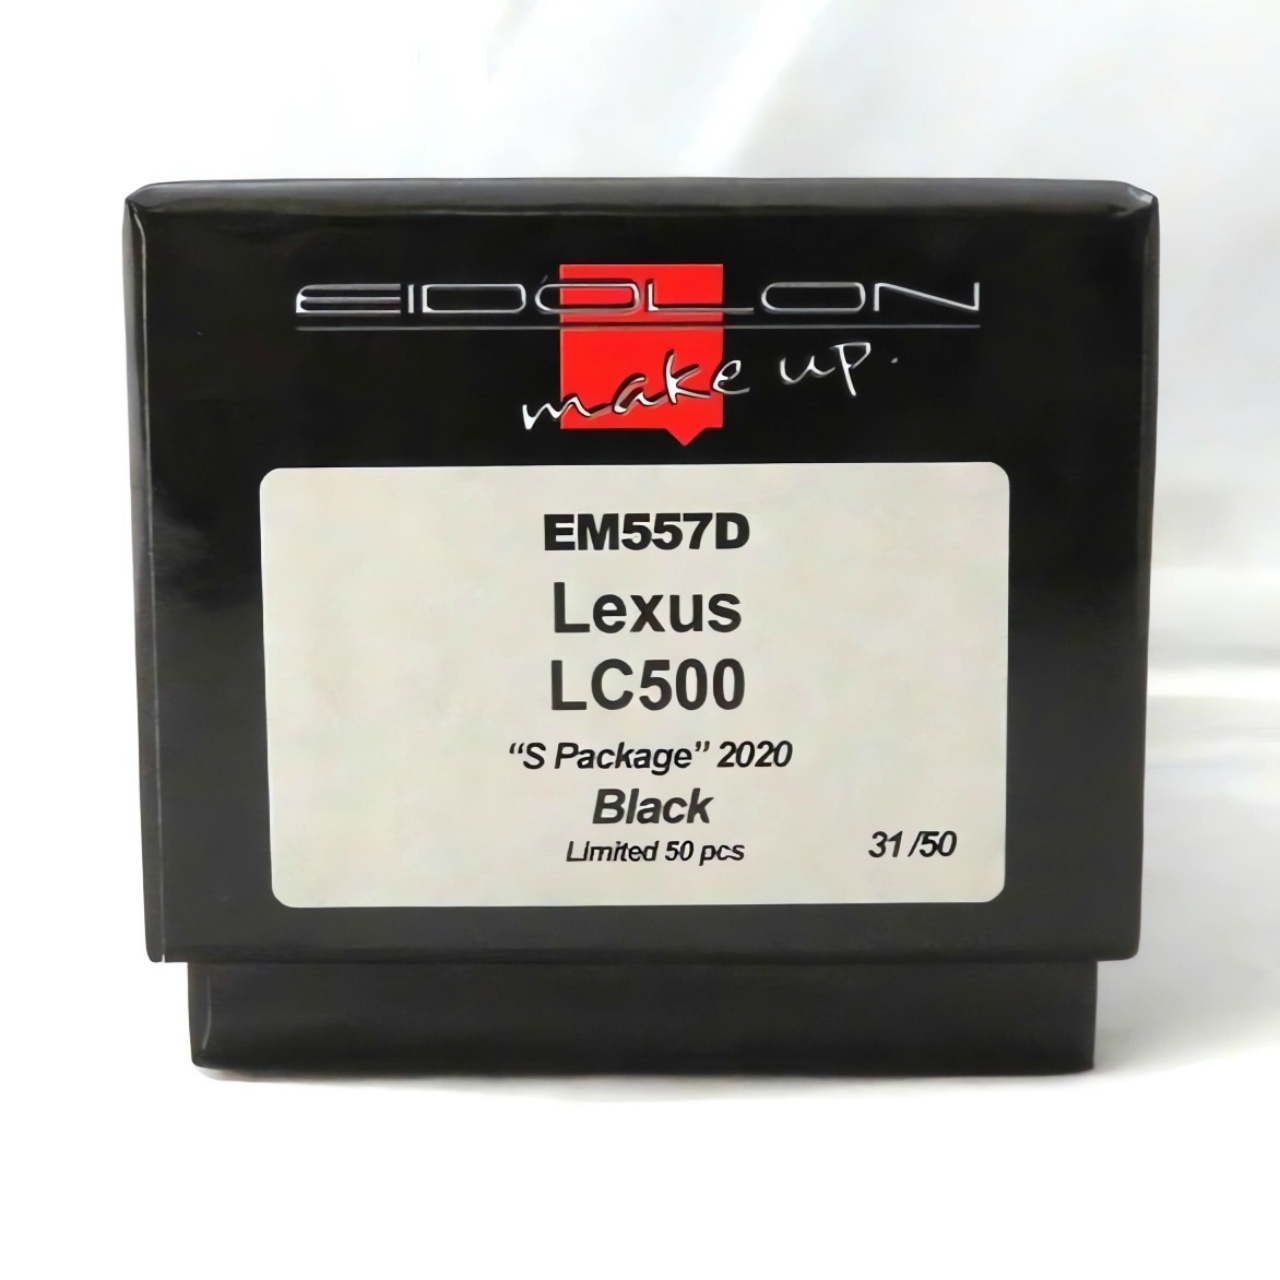 EIDOLON
make up.
EM557D
Lexus
LC500
“S Package” 2020
Black
Limited 50 pcs
31/50